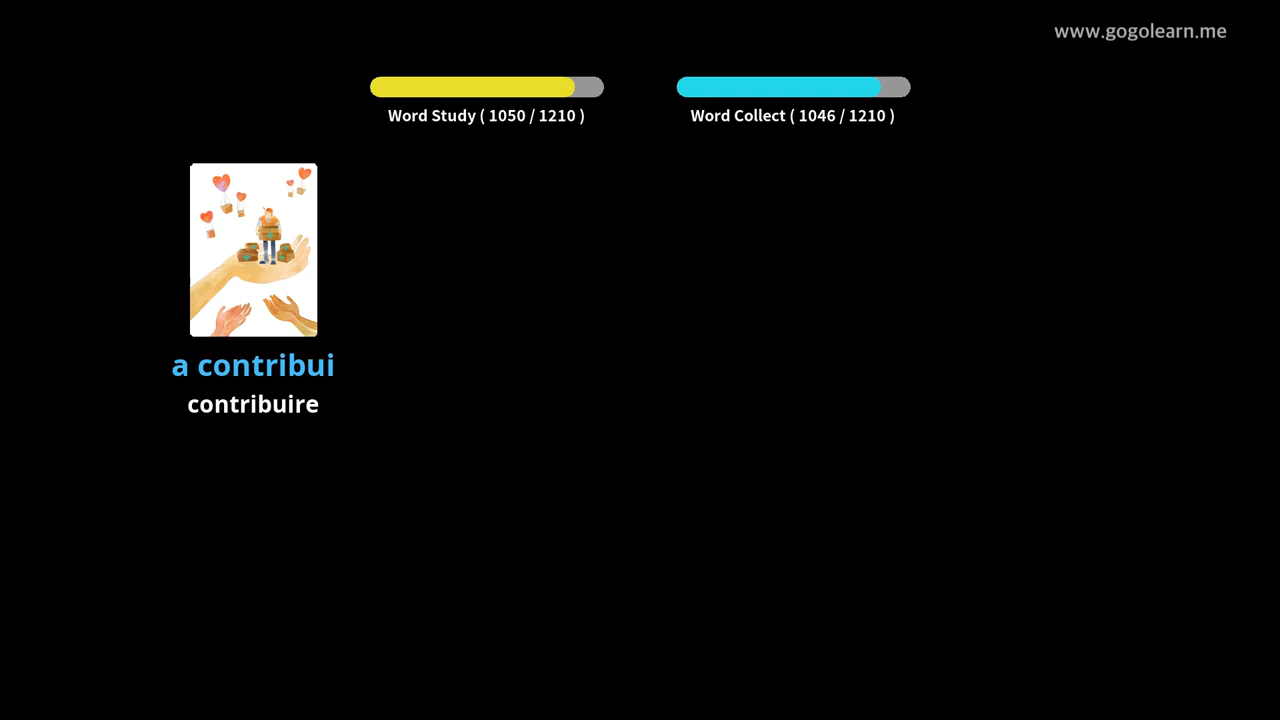 www.gogolearn.me
Word Study ( 1050 / 1210 )
Word Collect ( 1046 / 1210 )
a contribui
contribuire